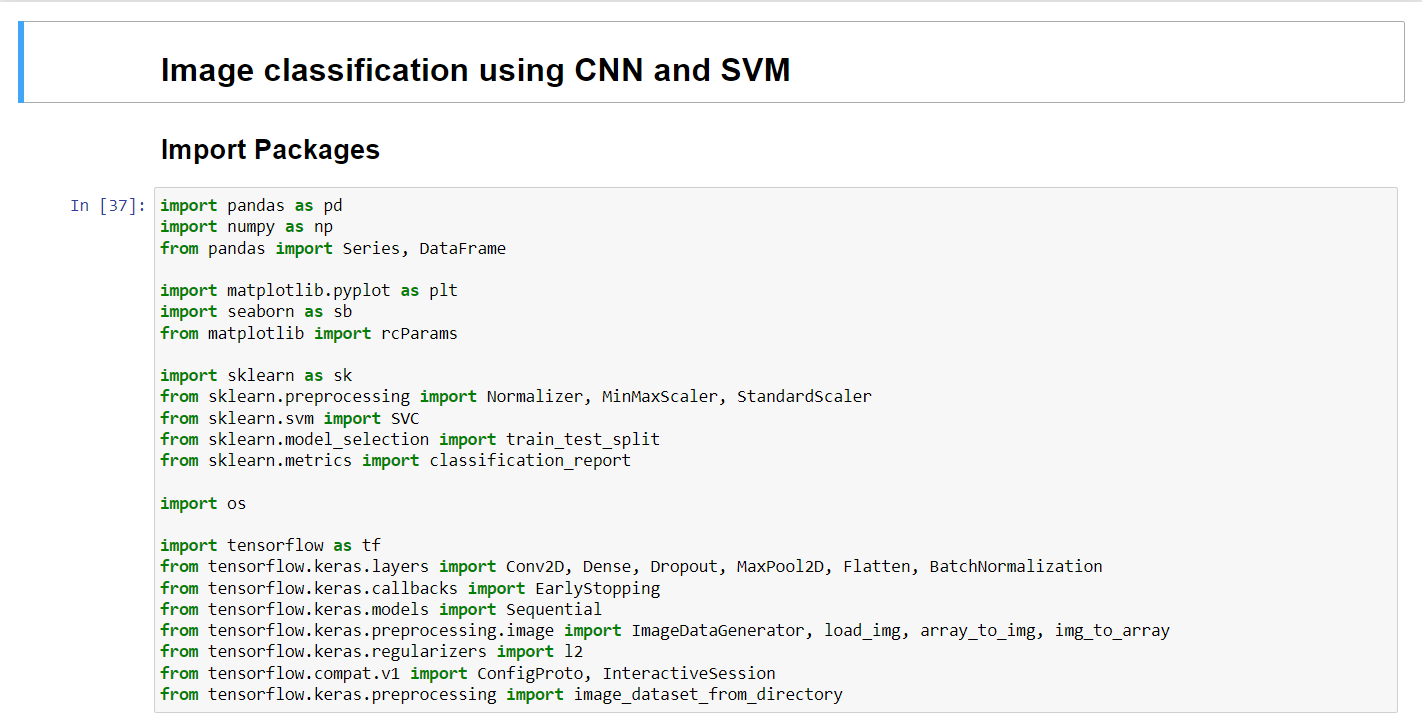 Image classification using CNN and SVM
Import Packages
In [37]:
import pandas as pd
import numpy as np
from pandas import Series, DataFrame
import matplotlib.pyplot as plt
import seaborn as sb
from matplotlib import rcParams
import sklearn as sk
from sklearn.preprocessing import Normalizer, MinMaxScaler, StandardScaler
from sklearn.svm import SVC
from sklearn.model_selection import train_test_split
from sklearn.metrics import classification_report
import os
import tensorflow as tf
from tensorflow.keras.layers import Conv2D, Dense, Dropout, MaxPool2D, Flatten, BatchNormalization
from tensorflow.keras.callbacks import EarlyStopping
from tensorflow.keras.models import Sequential
from tensorflow.keras.preprocessing.image import ImageDataGenerator, load_img, array_to_img, img_to_array
from tensorflow.keras.regularizers import l2
from tensorflow.compat.v1 import ConfigProto, InteractiveSession
from tensorflow.keras.preprocessing import image_dataset_from_directory